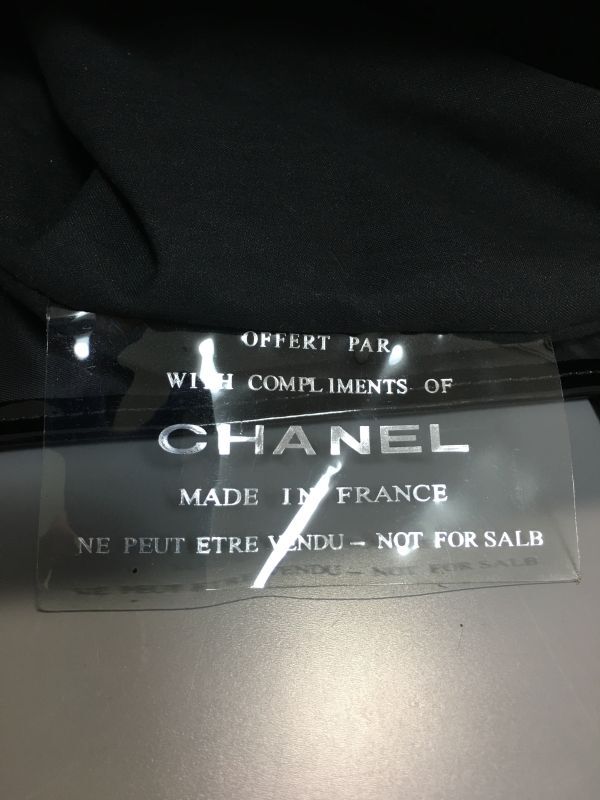 OFFERT PAR
WITH COMPLIMENTS OF
CHANEL
MADE IN FRANCE
NE PEUT ETRE VENDU – NOT FOR SALB